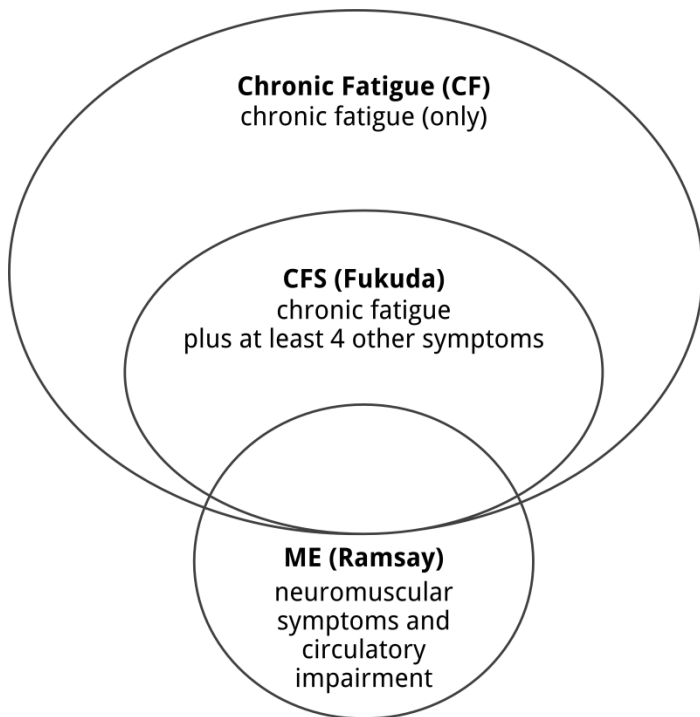 Chronic Fatigue (CF)
chronic fatigue (only)
CFS (Fukuda)
chronic fatigue
plus at least 4 other symptoms
ME (Ramsay)
neuromuscular
symptoms and
circulatory
impairment